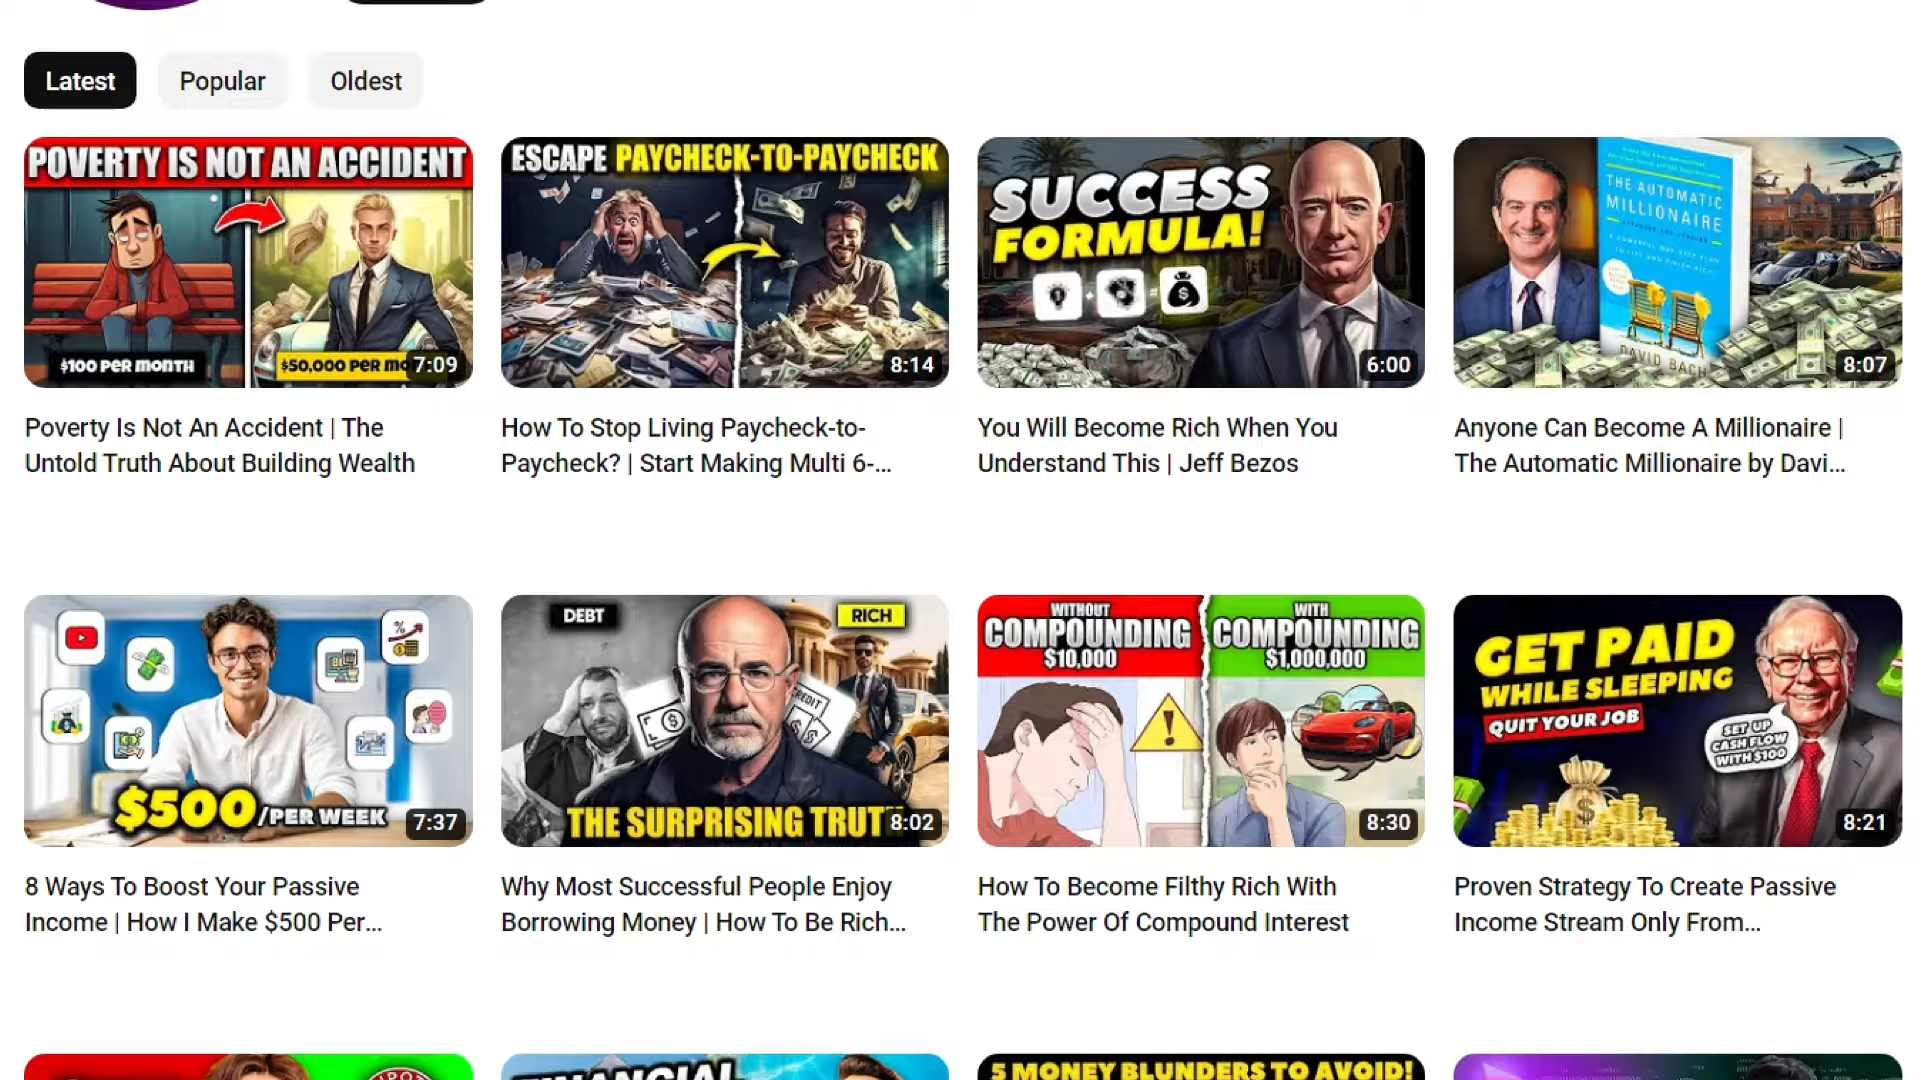 Latest
Popular
Oldest
POVERTY IS NOT AN ACCIDENT
$100 PER MONTH
$50,000 PER MO
7:09
ESCAPE PAYCHECK-TO-PAYCHECK
8:14
SUCCESS
FORMULA!
6:00
THE AUTOMATIC
MILLIONAIRE
DAVID BACH
8:07
Poverty Is Not An Accident | The
Untold Truth About Building Wealth
How To Stop Living Paycheck-to-
Paycheck? | Start Making Multi 6-...
You Will Become Rich When You
Understand This | Jeff Bezos
Anyone Can Become A Millionaire |
The Automatic Millionaire by Davi...
$500/PER WEEK
7:37
DEBT
RICH
CREDIT
THE SURPRISING TRUT
8:02
WITHOUT
COMPOUNDING
$10,000
WITH
COMPOUNDING
$1,000,000
8:30
GET PAID
WHILE SLEEPING
QUIT YOUR JOB
SET UP
CASH FLOW
WITH $100
8:21
8 Ways To Boost Your Passive
Income | How I Make $500 Per...
Why Most Successful People Enjoy
Borrowing Money | How To Be Rich...
How To Become Filthy Rich With
The Power Of Compound Interest
Proven Strategy To Create Passive
Income Stream Only From...
FINANCIAL
5 MONEY BLUNDERS TO AVOID!